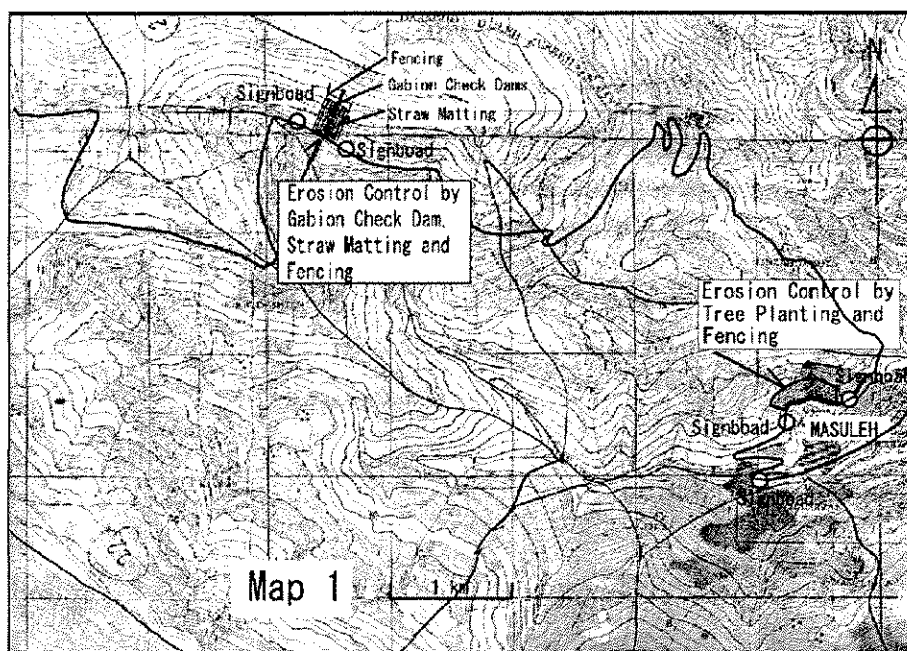 Fencing
Gabion Check Dams
Signboad
Straw Matting
Signboad
N
Erosion Control by
Gabion Check Dam,
Straw Matting and
Fencing
Erosion Control by
Tree Planting and
Fencing
Signboad
MASULEH
Signboad
Map 1
1 km